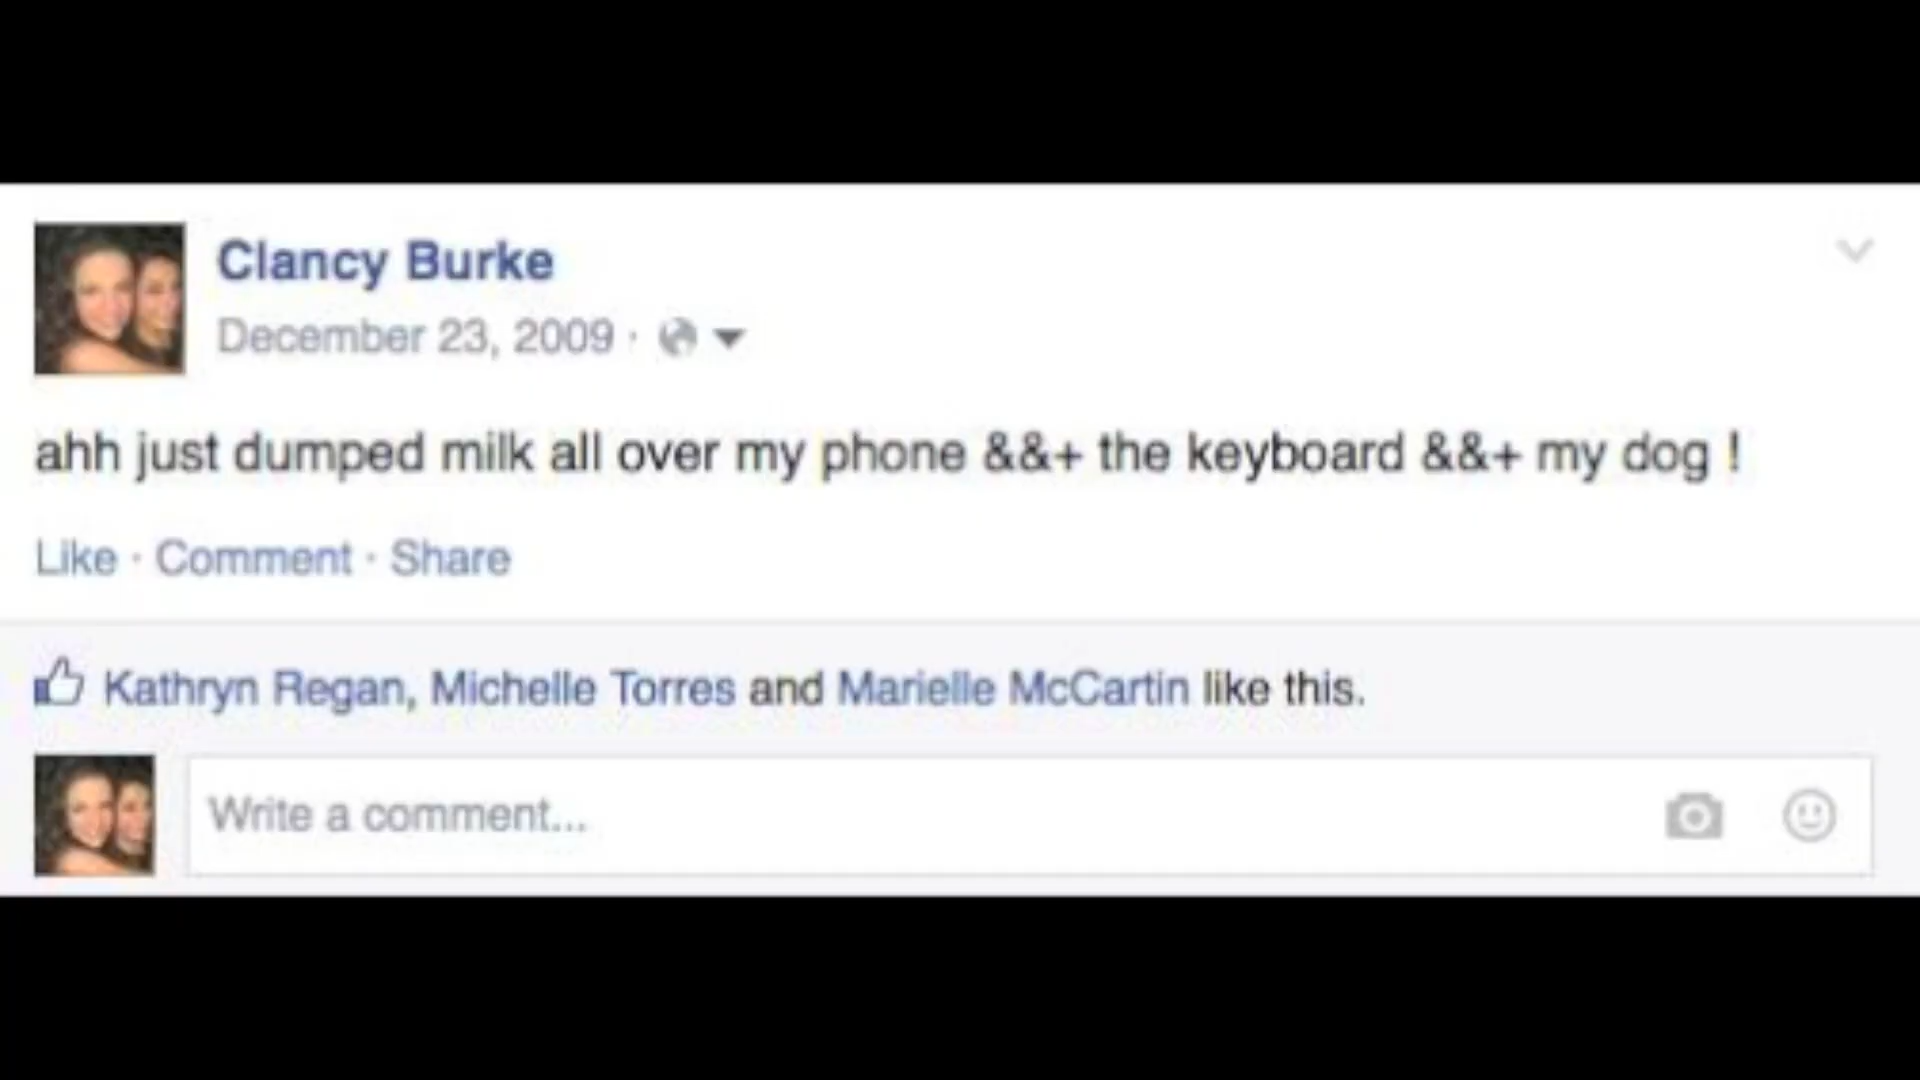 Clancy Burke
December 23, 2009 ·
ahh just dumped milk all over my phone &&+ the keyboard &&+ my dog !
Like · Comment · Share
Kathryn Regan, Michelle Torres and Marielle McCartin like this.
Write a comment...